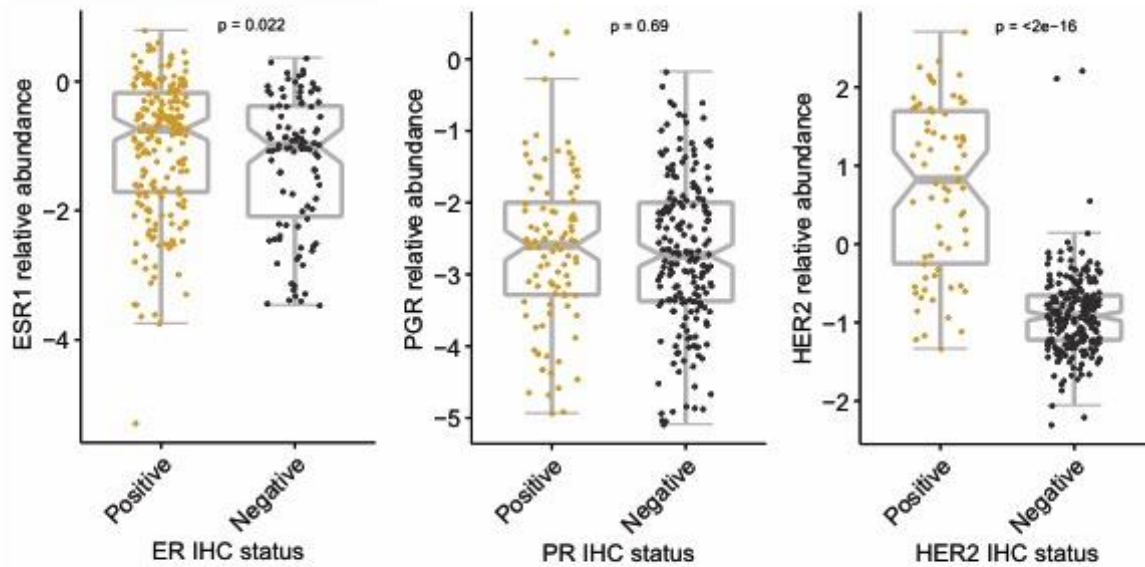 p = 0.022
ESR1 relative abundance
0
−2
−4
Positive
Negative
ER IHC status
p = 0.69
PGR relative abundance
0
−1
−2
−3
−4
−5
Positive
Negative
PR IHC status
p = <2e−16
HER2 relative abundance
2
1
0
−1
−2
Positive
Negative
HER2 IHC status